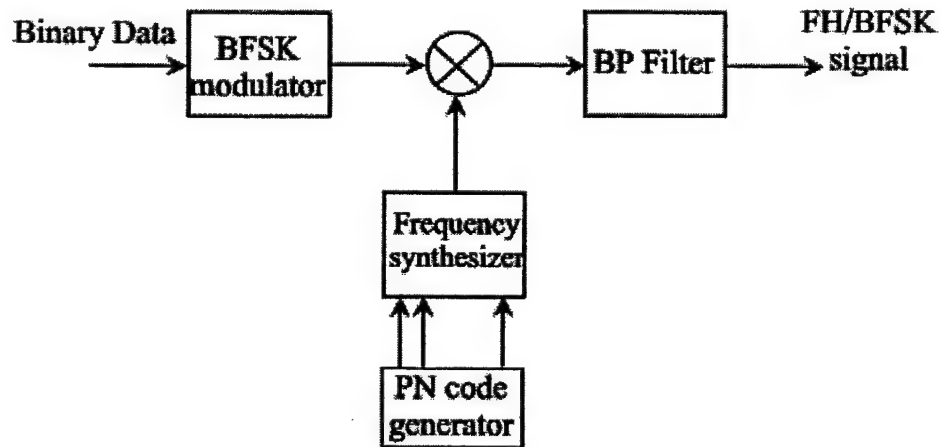 Binary Data
BFSK
modulator
BP Filter
FH/BFSK
signal
Frequency
synthesizer
PN code
generator